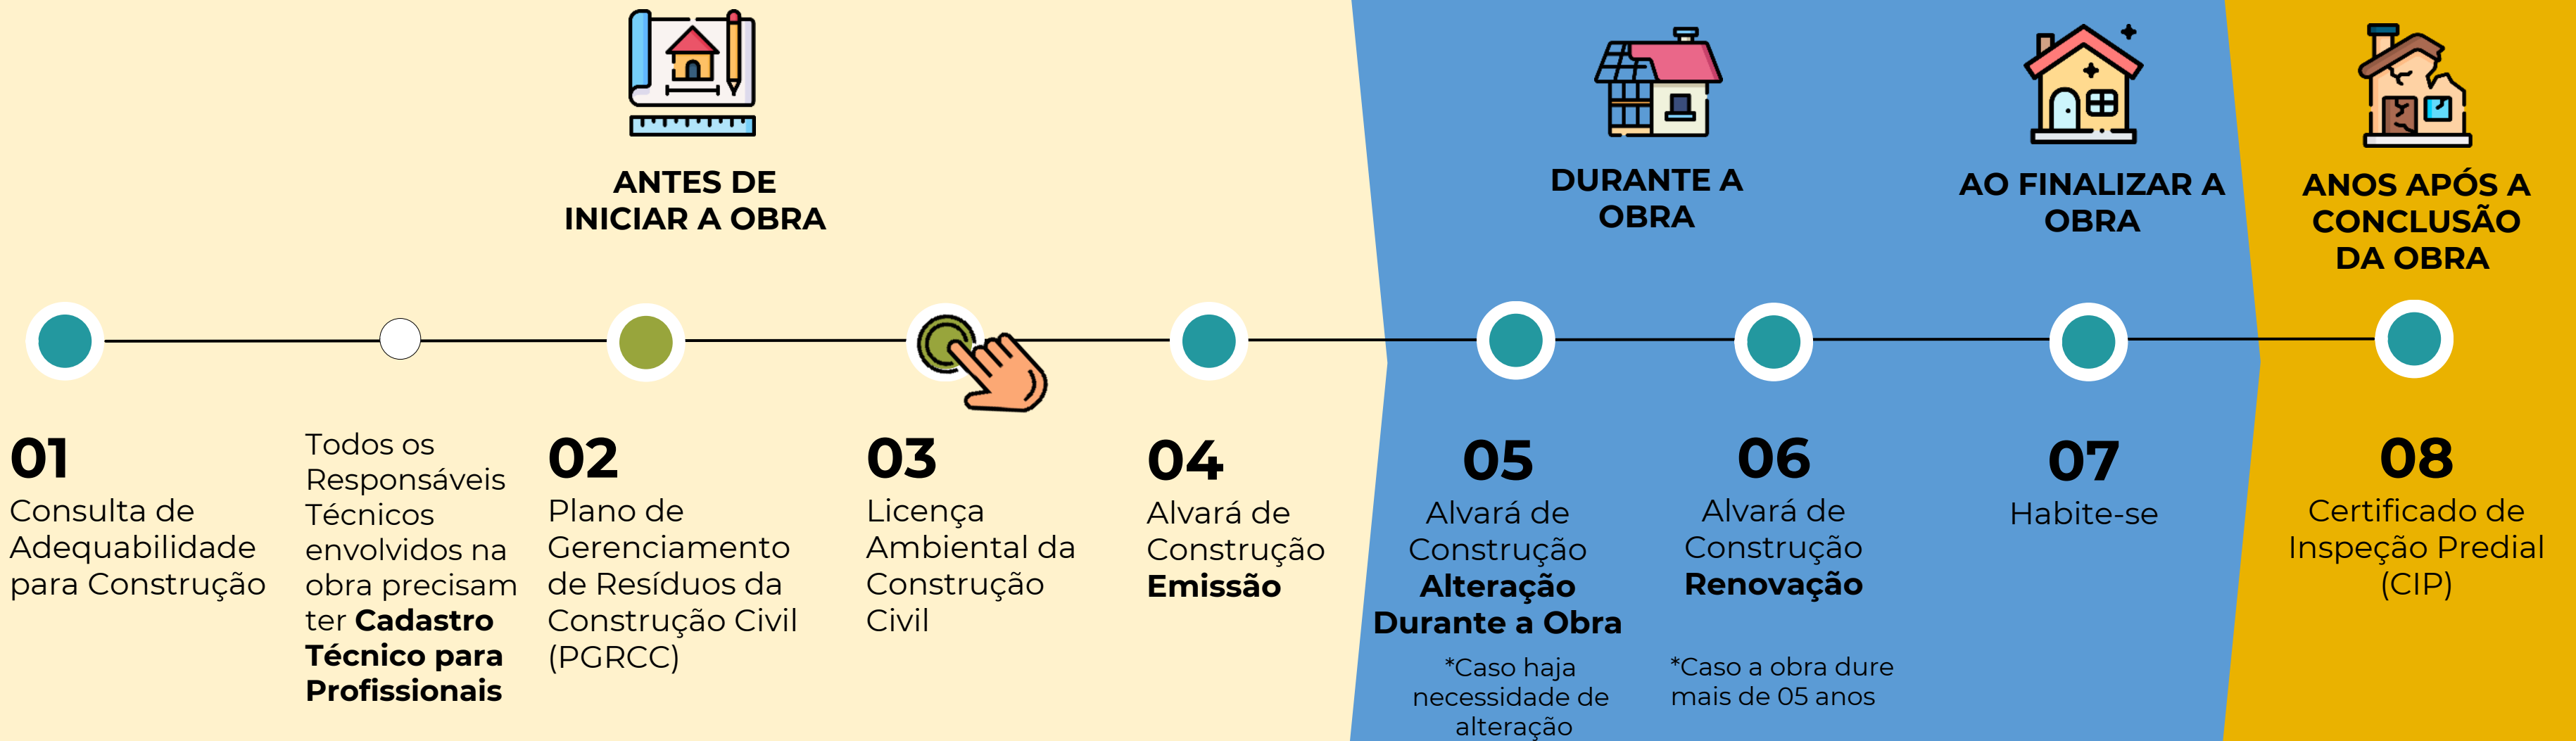 ANTES DE
INICIAR A OBRA
DURANTE A
OBRA
AO FINALIZAR A
OBRA
ANOS APÓS A
CONCLUSÃO
DA OBRA
01
Consulta de
Adequabilidade
para Construção
Todos os
Responsáveis
Técnicos
envolvidos na
obra precisam
ter Cadastro
Técnico para
Profissionais
02
Plano de
Gerenciamento
de Resíduos da
Construção Civil
(PGRCC)
03
Licença
Ambiental da
Construção
Civil
04
Alvará de
Construção
Emissão
05
Alvará de
Construção
Alteração
Durante a Obra
*Caso haja
necessidade de
alteração
06
Alvará de
Construção
Renovação
*Caso a obra dure
mais de 05 anos
07
Habite-se
08
Certificado de
Inspeção Predial
(CIP)